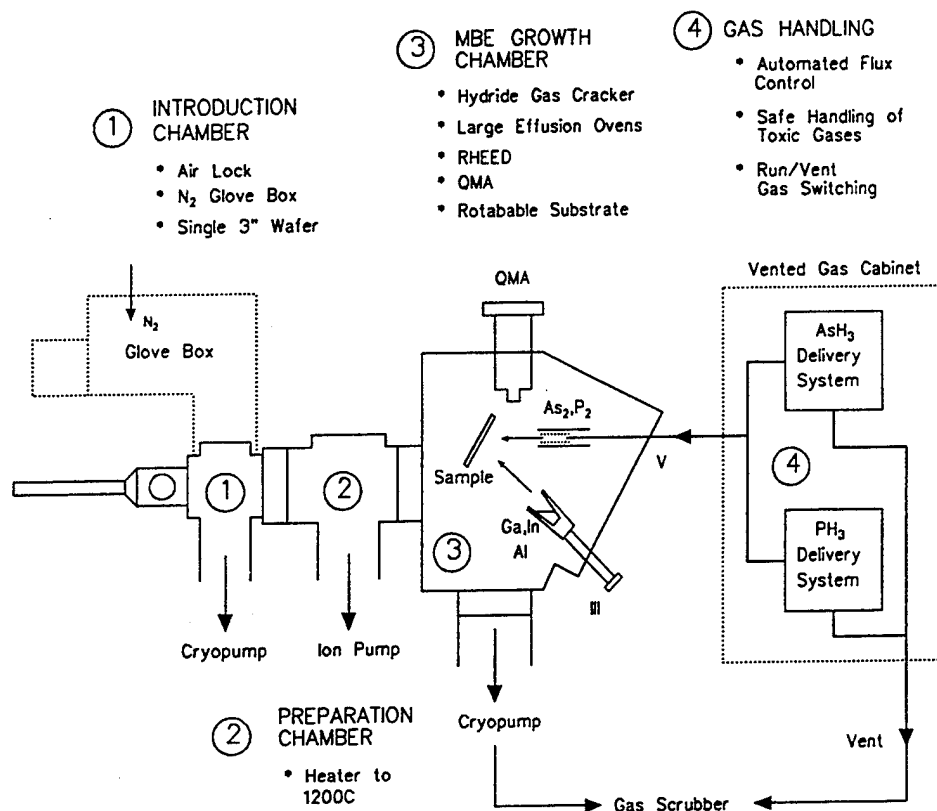 4 GAS HANDLING
* Automated Flux
Control
* Safe Handling of
Toxic Gases
* Run/Vent
Gas Switching
3 MBE GROWTH
CHAMBER
* Hydride Gas Cracker
* Large Effusion Ovens
* RHEED
* QMA
* Rotabable Substrate
1 INTRODUCTION
CHAMBER
* Air Lock
* N₂ Glove Box
* Single 3" Wafer
N₂
Glove Box
QMA
Vented Gas Cabinet
AsH₃
Delivery
System
As₂,P₂
V
Sample
4
1
2
3
Ga,In
Al
III
PH₃
Delivery
System
Cryopump
Ion Pump
Cryopump
Vent
2 PREPARATION
CHAMBER
* Heater to
1200C
Gas Scrubber